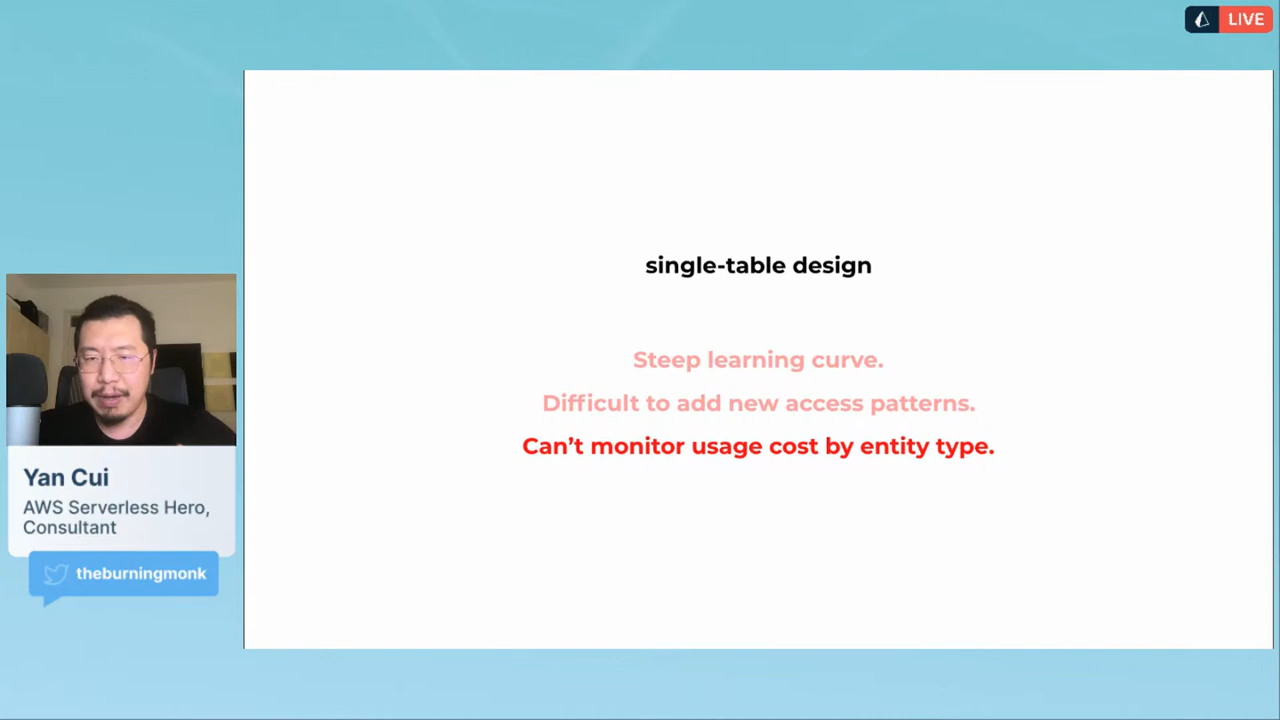 LIVE
single-table design
Steep learning curve.
Difficult to add new access patterns.
Can't monitor usage cost by entity type.
Yan Cui
AWS Serverless Hero,
Consultant
theburningmonk